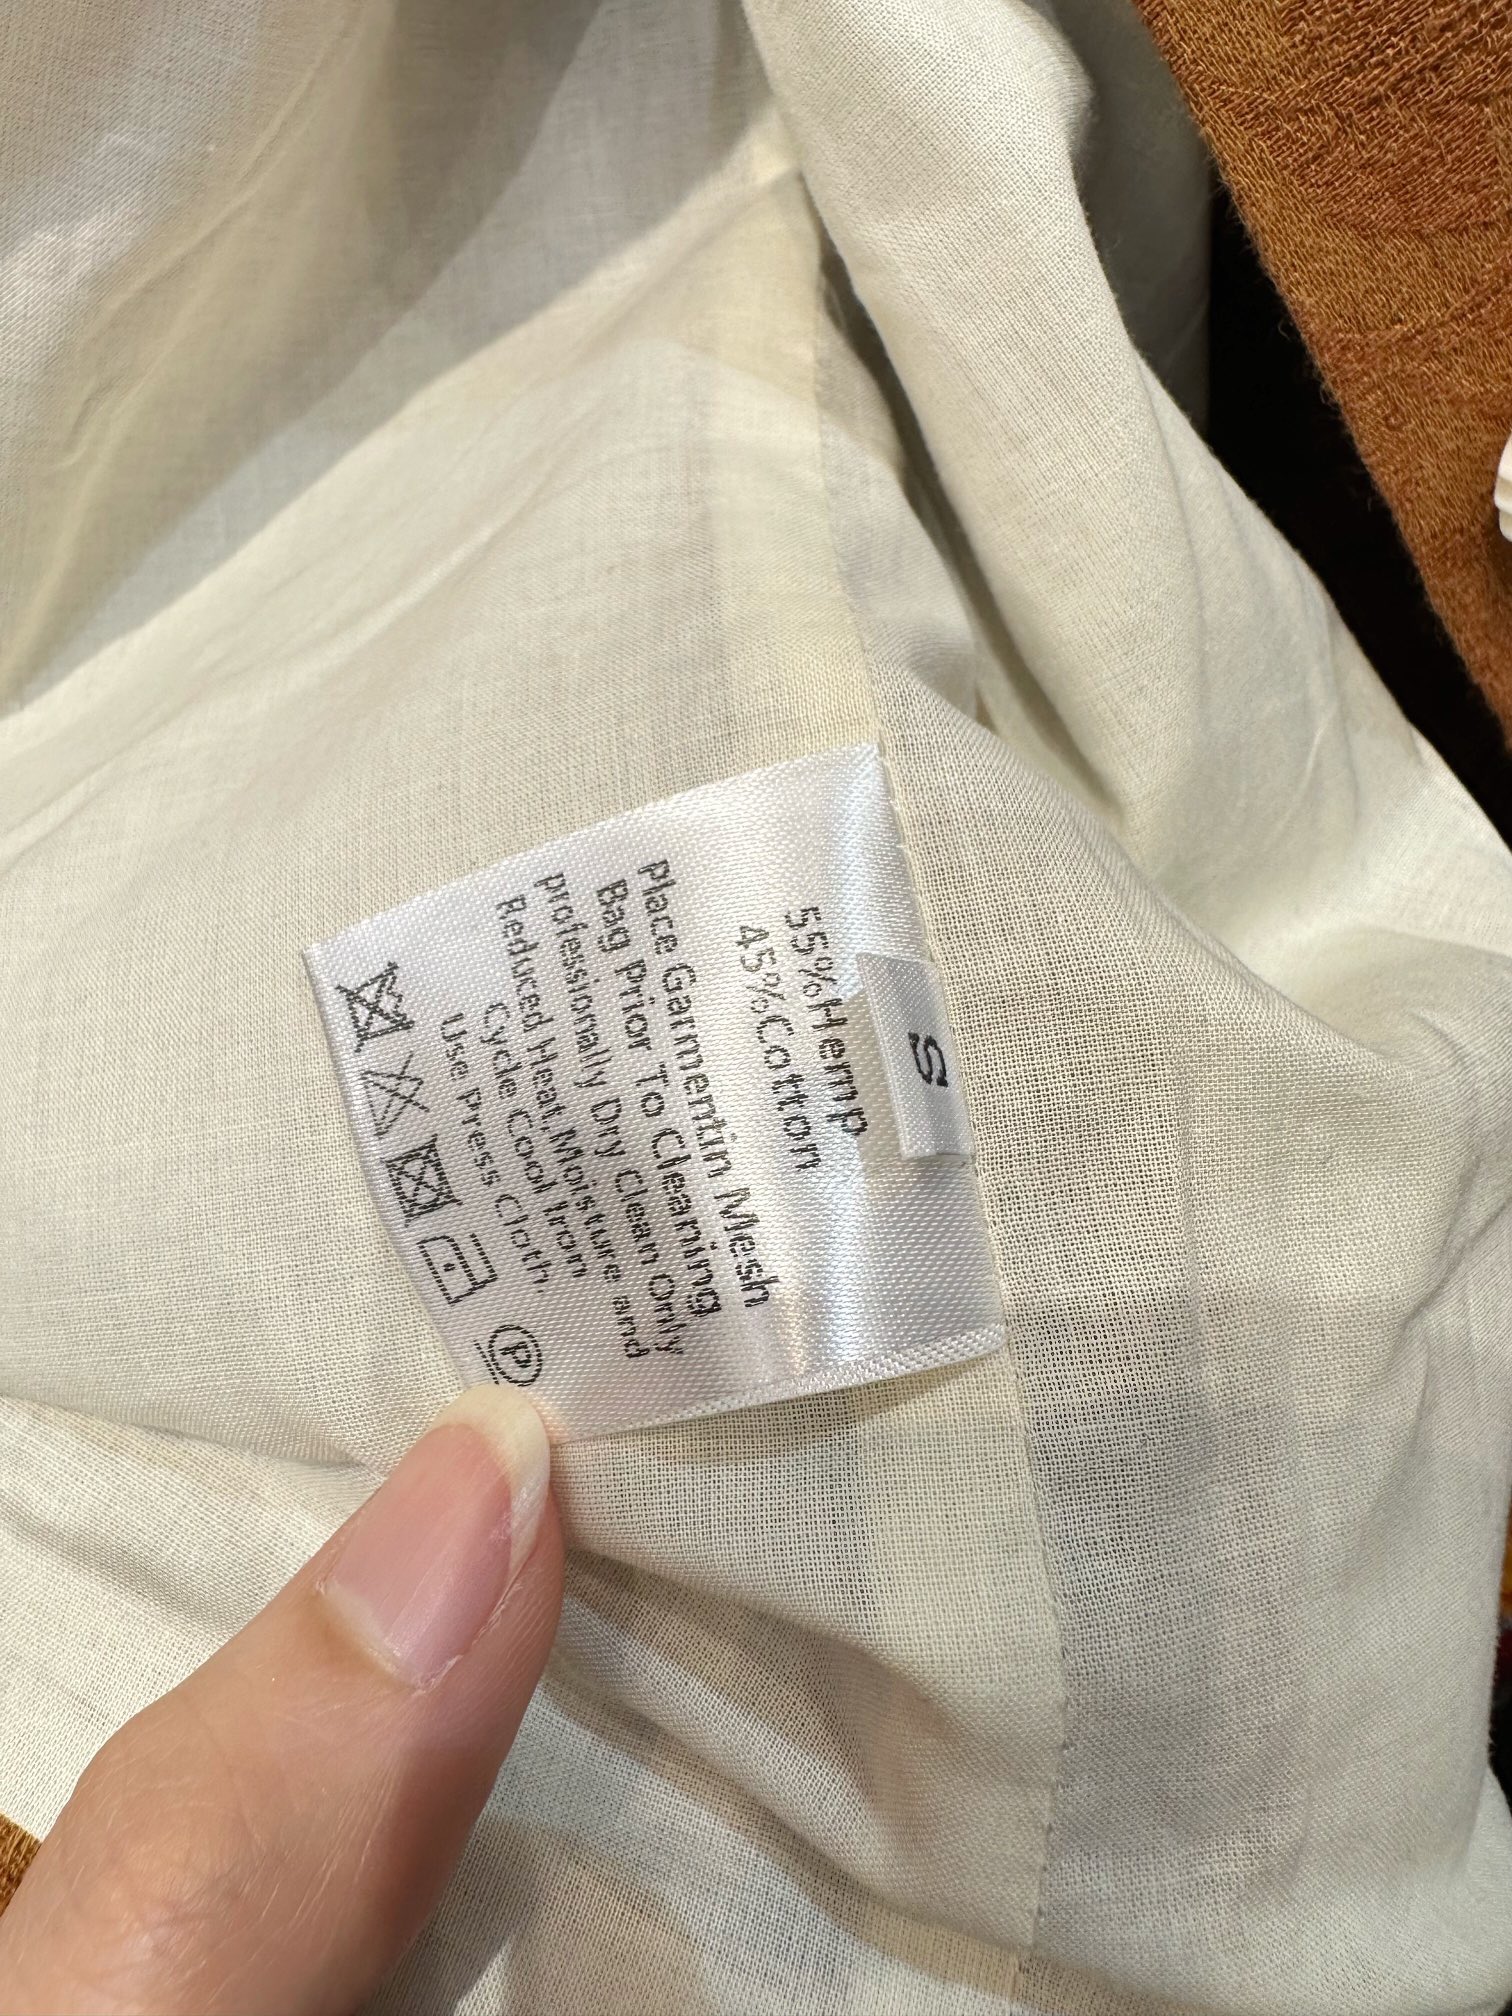 S
55%Hemp
45%Cotton
Place Garmentin Mesh
Bag Prior To Cleaning
Professionally Dry Clean Only
Reduced Heat, Moisture and
Cycle Cool Iron
Use Press Cloth.
P